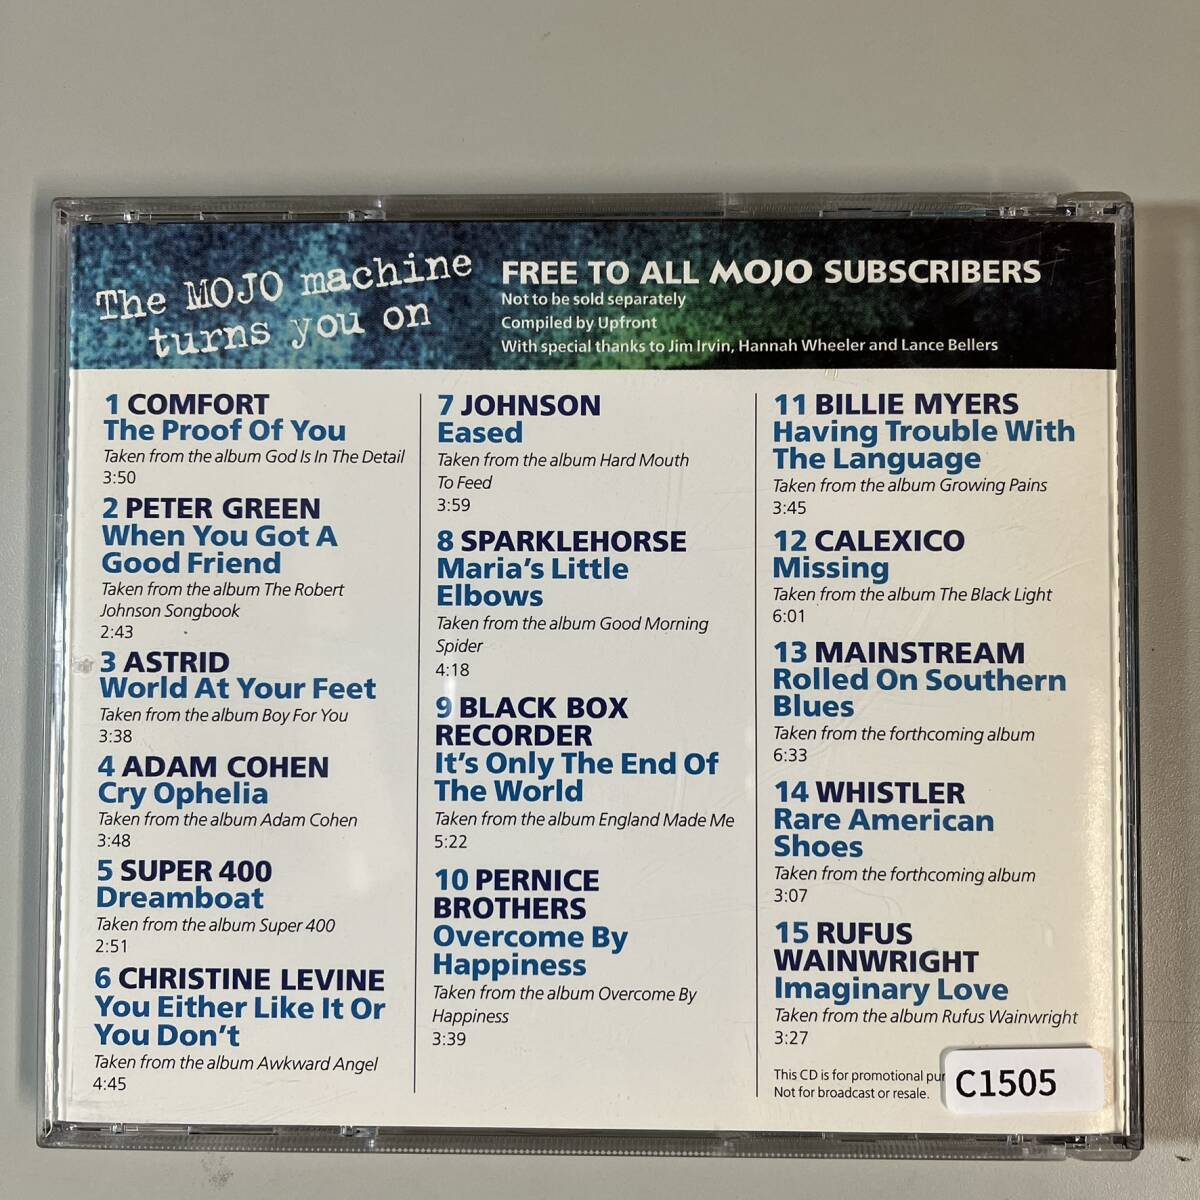 The MOJO machine
turns you on
FREE TO ALL MOJO SUBSCRIBERS
Not to be sold separately
Compiled by Upfront
With special thanks to Jim Irvin, Hannah Wheeler and Lance Bellers
1 COMFORT
The Proof Of You
Taken from the album God Is In The Detail
3:50
2 PETER GREEN
When You Got A
Good Friend
Taken from the album The Robert
Johnson Songbook
2:43
3 ASTRID
World At Your Feet
Taken from the album Boy For You
3:38
4 ADAM COHEN
Cry Ophelia
Taken from the album Adam Cohen
3:48
5 SUPER 400
Dreamboat
Taken from the album Super 400
2:51
6 CHRISTINE LEVINE
You Either Like It Or
You Don't
Taken from the album Awkward Angel
4:45
7 JOHNSON
Eased
Taken from the album Hard Mouth
To Feed
3:59
8 SPARKLEHORSE
Maria's Little
Elbows
Taken from the album Good Morning
Spider
4:18
9 BLACK BOX
RECORDER
It's Only The End Of
The World
Taken from the album England Made Me
5:22
10 PERNICE
BROTHERS
Overcome By
Happiness
Taken from the album Overcome By
Happiness
3:39
11 BILLIE MYERS
Having Trouble With
The Language
Taken from the album Growing Pains
3:45
12 CALEXICO
Missing
Taken from the album The Black Light
6:01
13 MAINSTREAM
Rolled On Southern
Blues
Taken from the forthcoming album
6:33
14 WHISTLER
Rare American
Shoes
Taken from the forthcoming album
3:07
15 RUFUS
WAINWRIGHT
Imaginary Love
Taken from the album Rufus Wainwright
3:27
This CD is for promotional pur
Not for broadcast or resale.
C1505